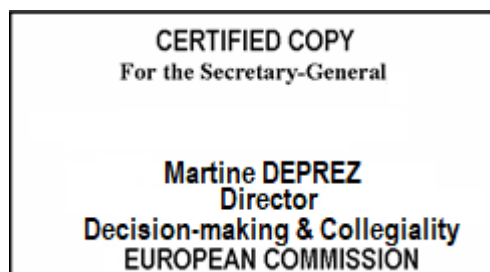 CERTIFIED COPY
For the Secretary-General
Martine DEPREZ
Director
Decision-making & Collegiality
EUROPEAN COMMISSION